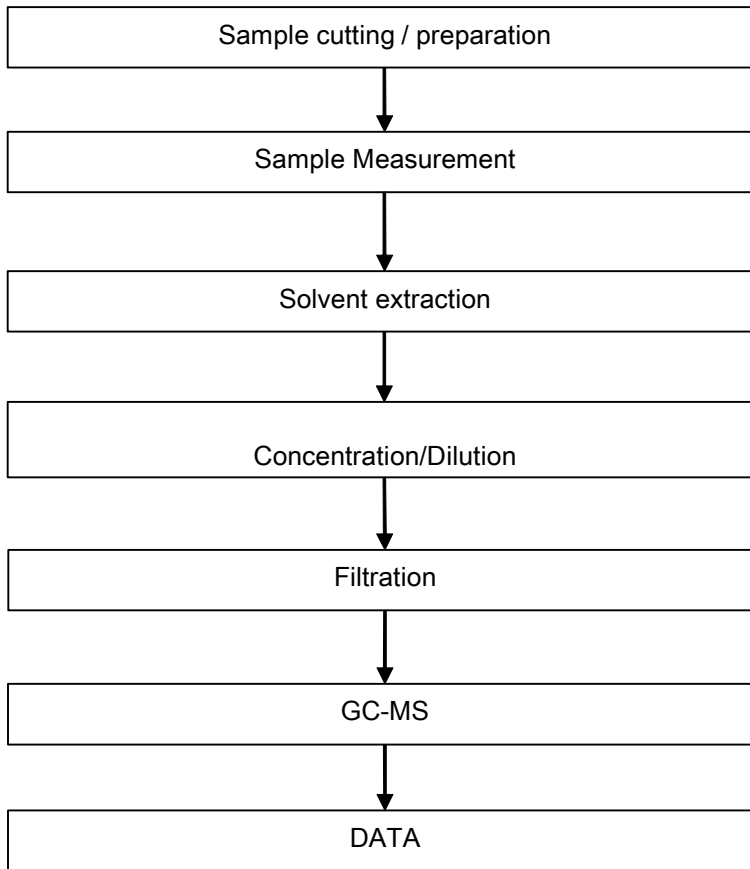 Sample cutting / preparation
Sample Measurement
Solvent extraction
Concentration/Dilution
Filtration
GC-MS
DATA